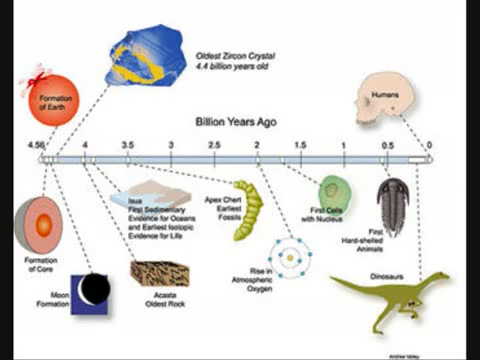 Oldest Zircon Crystal
4.4 billion years old
Formation
of Earth
Humans
Billion Years Ago
4.56 4 3.5 3 2.5 2 1.5 1 0.5 0
Isua
First Sedimentary
Evidence for Oceans
and Earliest Isotopic
Evidence for Life
Apex Chert
Earliest
Fossils
First Cells
with Nucleus
First
Hard-shelled
Animals
Formation
of Core
Moon
Formation
Acasta
Oldest Rock
Rise in
Atmospheric
Oxygen
Dinosaurs
Andree Valley